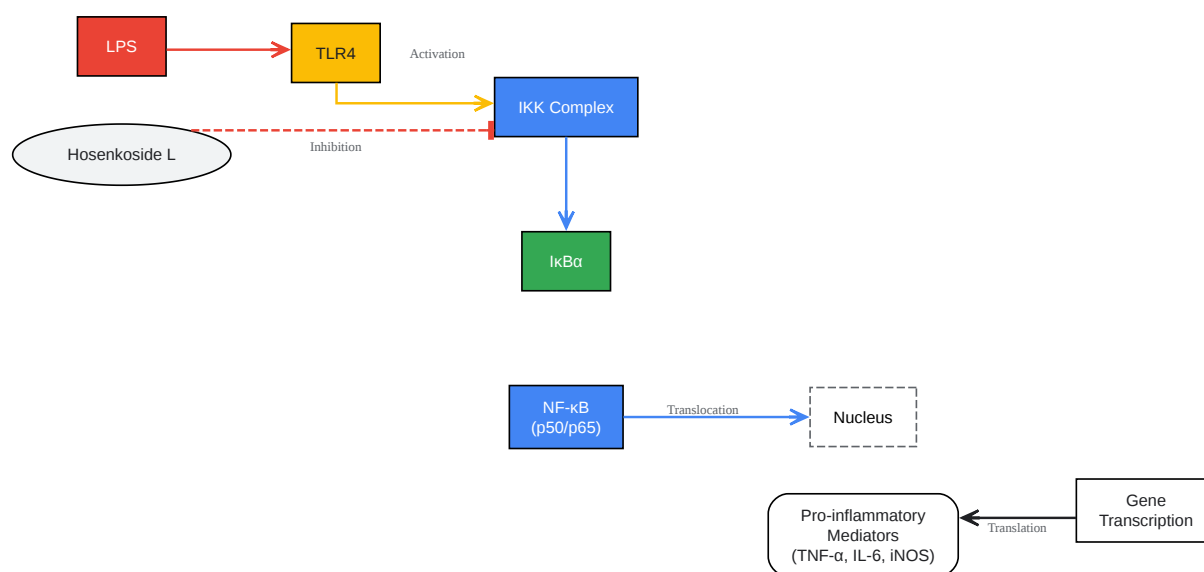 LPS
TLR4
Activation
IKK Complex
Hosenkoside L
Inhibition
IκBα
NF-κB
(p50/p65)
Translocation
Nucleus
Pro-inflammatory
Mediators
(TNF-α, IL-6, iNOS)
Translation
Gene
Transcription